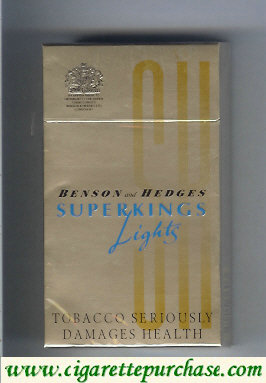 BENSON and HEDGES
SUPERKINGS
Lights
TOBACCO SERIOUSLY
DAMAGES HEALTH
www.cigarettepurchase.com